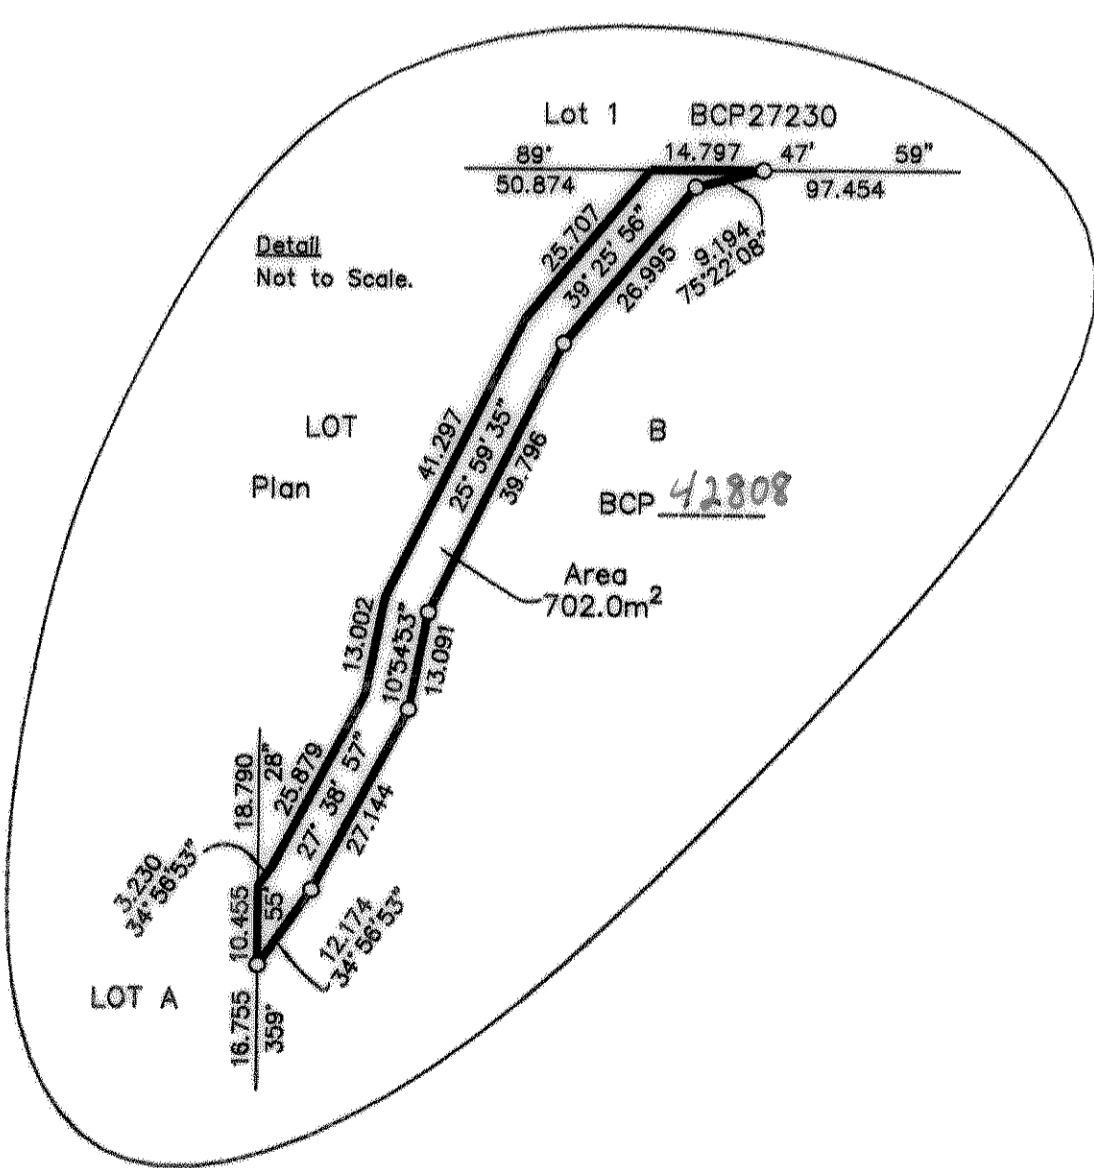 Lot 1 BCP27230
89° 14.797 47' 59"
50.874 97.454
25.707
39° 25' 56"
26.995
9.194
75°22'08"
Detail
Not to Scale.
LOT B
Plan BCP 42808
41.297
25° 59' 35"
39.796
Area
702.0m²
13.002
10°54'53"
13.091
18.790
28"
25.879
27° 38' 57"
27.144
3.230
34°56'53"
10.455
55'
12.174
34°56'53"
LOT A
16.755
359°